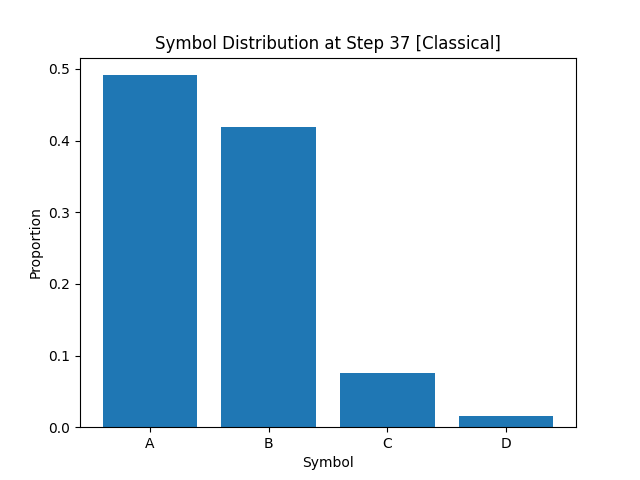 Symbol Distribution at Step 37 [Classical]
0.5
0.4
0.3
0.2
0.1
0.0
Proportion
A B C D
Symbol